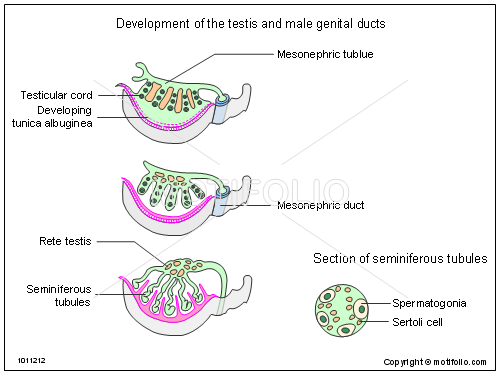 Development of the testis and male genital ducts
Mesonephric tublue
Testicular cord
Developing
tunica albuginea
MOTIFOLIO
Mesonephric duct
Rete testis
Section of seminiferous tubules
Seminiferous
tubules
Spermatogonia
Sertoli cell
1011212
Copyright © motifolio.com